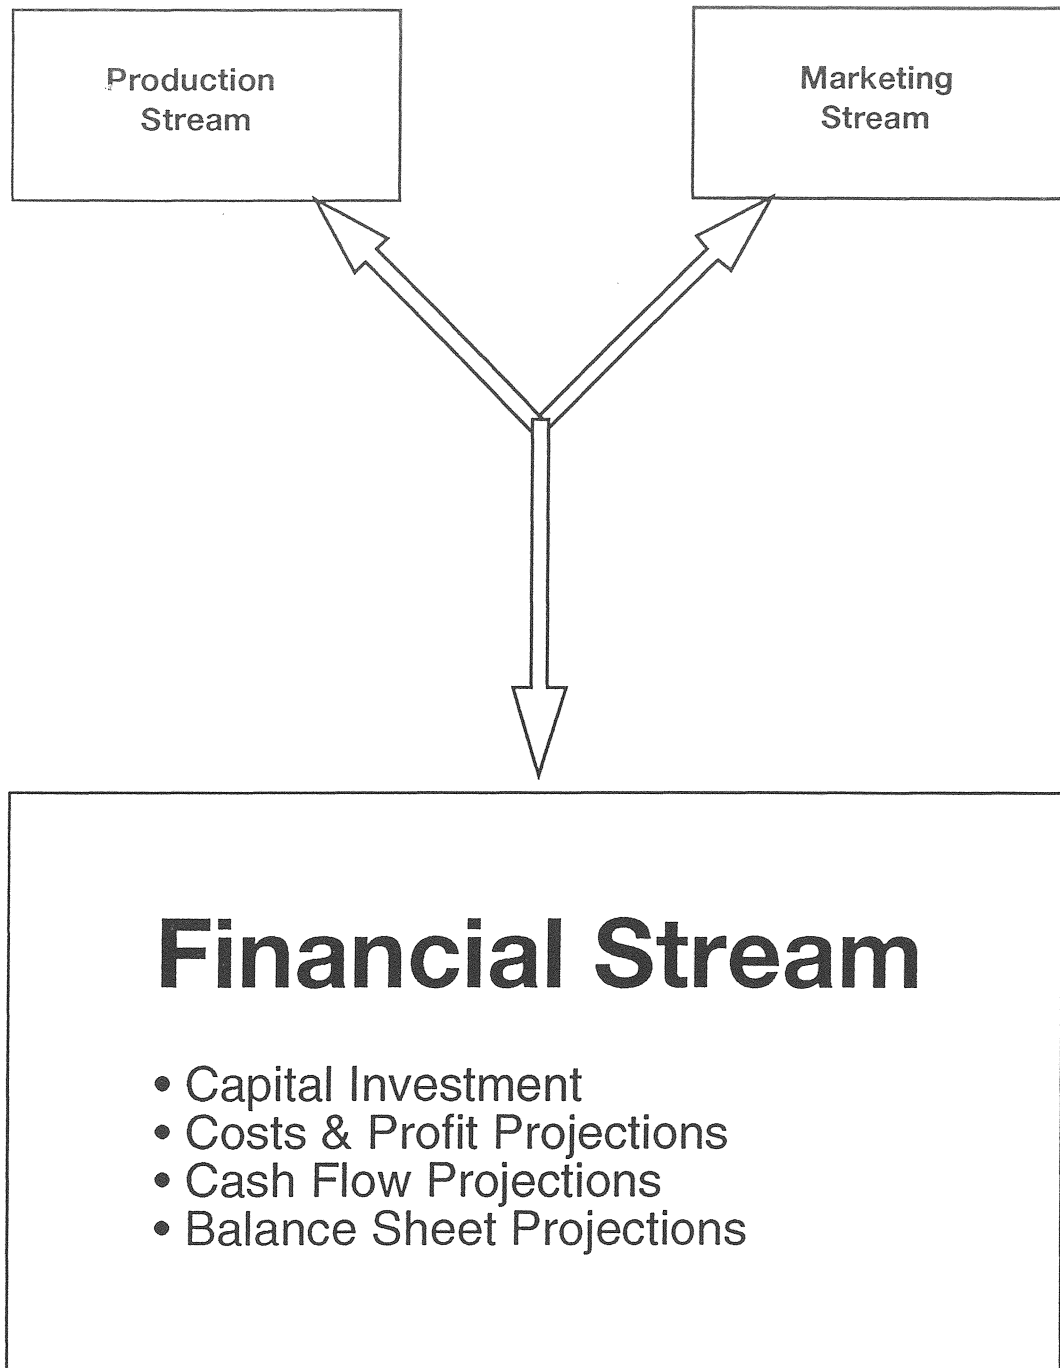 Production
Stream
Marketing
Stream
Financial Stream
• Capital Investment
• Costs & Profit Projections
• Cash Flow Projections
• Balance Sheet Projections